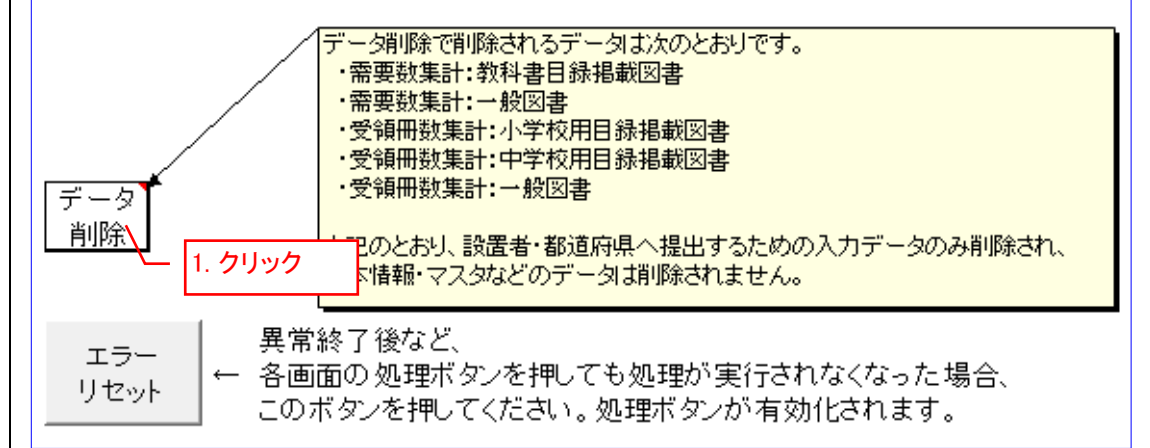 データ削除で削除されるデータは次のとおりです。
・需要数集計:教科書目録掲載図書
・需要数集計:一般図書
・受領冊数集計:小学校用目録掲載図書
・受領冊数集計:中学校用目録掲載図書
・受領冊数集計:一般図書
記のとおり、設置者・都道府県へ提出するための入力データのみ削除され、
情報・マスタなどのデータは削除されません。
データ
削除
1. クリック
エラー
リセット
← 異常終了後など、
各画面の処理ボタンを押しても処理が実行されなくなった場合、
このボタンを押してください。処理ボタンが有効化されます。